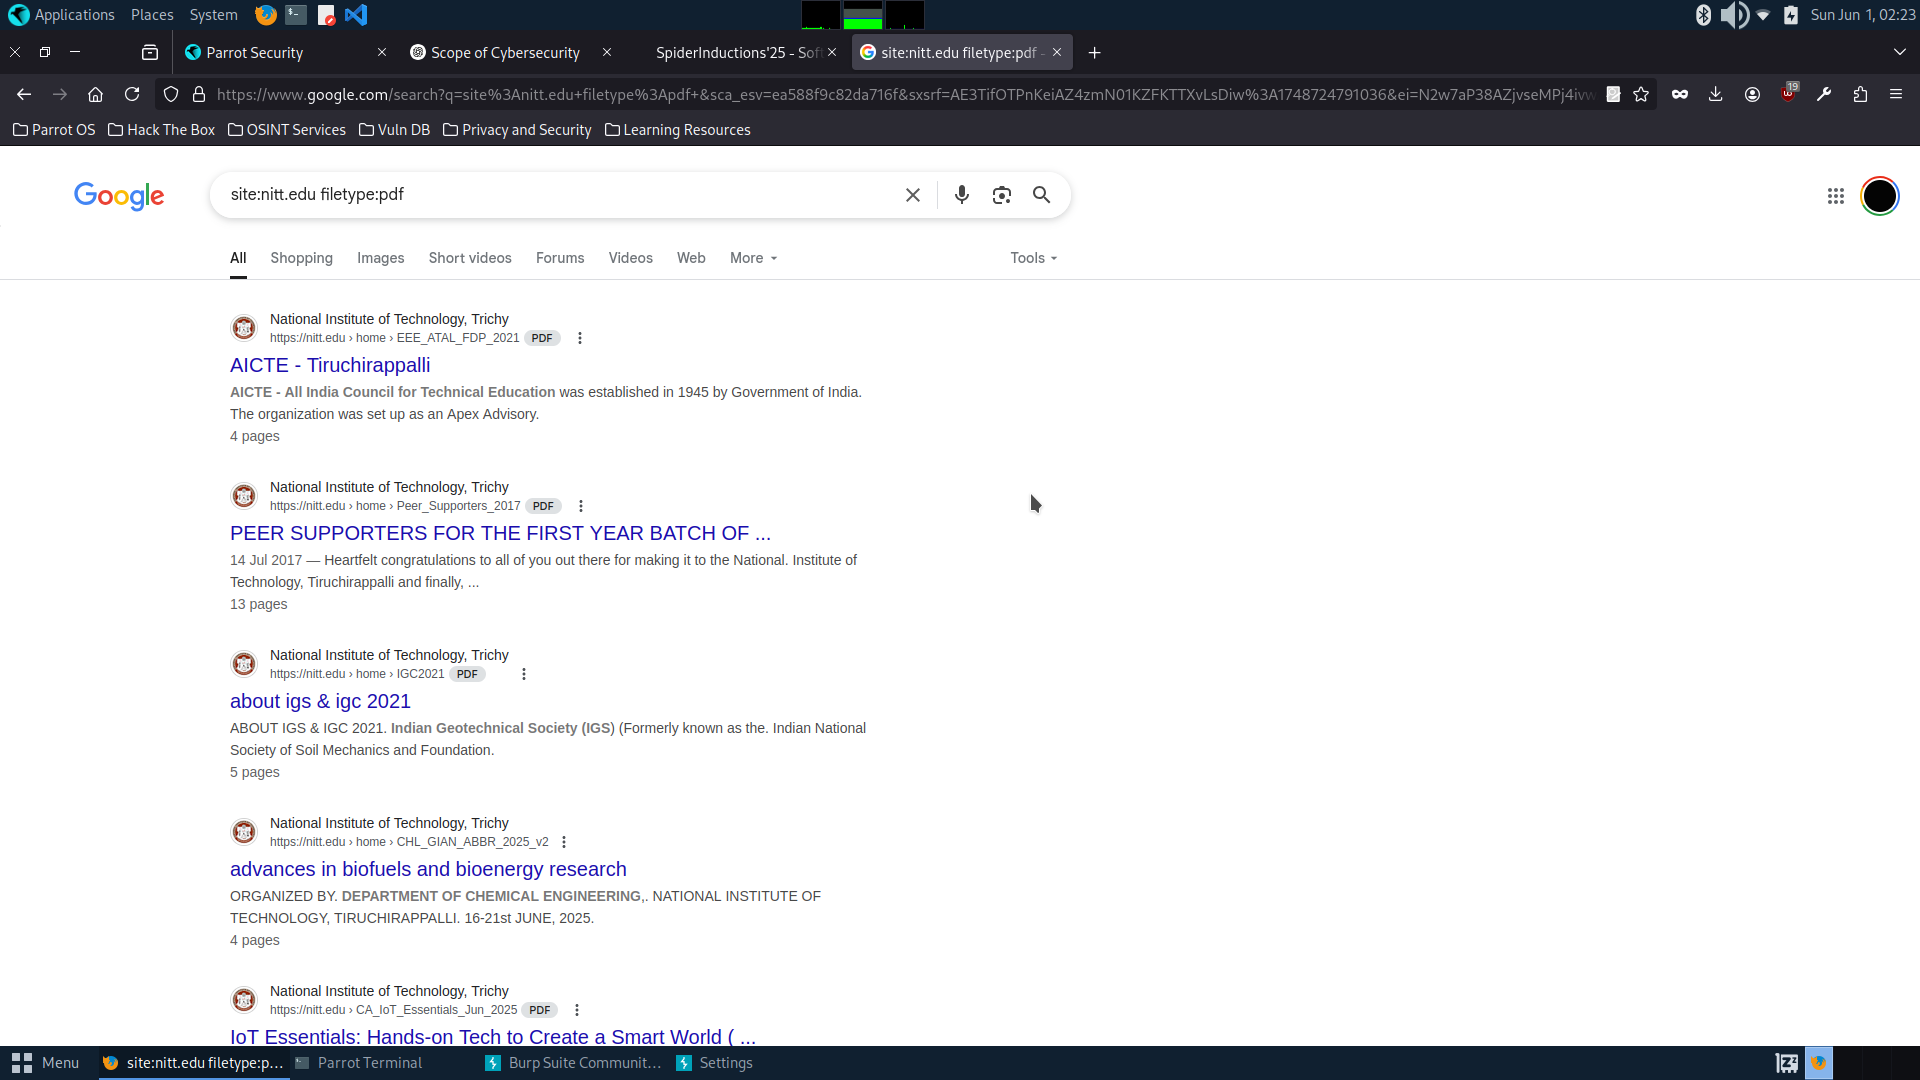 Applications Places System
Sun Jun 1, 02:23
Parrot Security
Scope of Cybersecurity
SpiderInductions'25 - Soft
site:nitt.edu filetype:pdf -
https://www.google.com/search?q=site%3Anitt.edu+filetype%3Apdf+&sca_esv=ea588f9c82da716f&sxsrf=AE3TifOTPnKeiAZ4zmN01KZFKTTXvLsDiw%3A1748724791036&ei=N2w7aP38AZjvseMPj4ivw
19
Parrot OS Hack The Box OSINT Services Vuln DB Privacy and Security Learning Resources
Google
site:nitt.edu filetype:pdf
All Shopping Images Short videos Forums Videos Web More Tools
National Institute of Technology, Trichy
https://nitt.edu › home › EEE_ATAL_FDP_2021 PDF
AICTE - Tiruchirappalli
AICTE - All India Council for Technical Education was established in 1945 by Government of India.
The organization was set up as an Apex Advisory.
4 pages
National Institute of Technology, Trichy
https://nitt.edu › home › Peer_Supporters_2017 PDF
PEER SUPPORTERS FOR THE FIRST YEAR BATCH OF ...
14 Jul 2017 — Heartfelt congratulations to all of you out there for making it to the National. Institute of
Technology, Tiruchirappalli and finally, ...
13 pages
National Institute of Technology, Trichy
https://nitt.edu › home › IGC2021 PDF
about igs & igc 2021
ABOUT IGS & IGC 2021. Indian Geotechnical Society (IGS) (Formerly known as the. Indian National
Society of Soil Mechanics and Foundation.
5 pages
National Institute of Technology, Trichy
https://nitt.edu › home › CHL_GIAN_ABBR_2025_v2
advances in biofuels and bioenergy research
ORGANIZED BY. DEPARTMENT OF CHEMICAL ENGINEERING,. NATIONAL INSTITUTE OF
TECHNOLOGY, TIRUCHIRAPPALLI. 16-21st JUNE, 2025.
4 pages
National Institute of Technology, Trichy
https://nitt.edu › CA_IoT_Essentials_Jun_2025 PDF
IoT Essentials: Hands-on Tech to Create a Smart World ( ...
Menu
site:nitt.edu filetype:p...
Parrot Terminal
Burp Suite Communit...
Settings